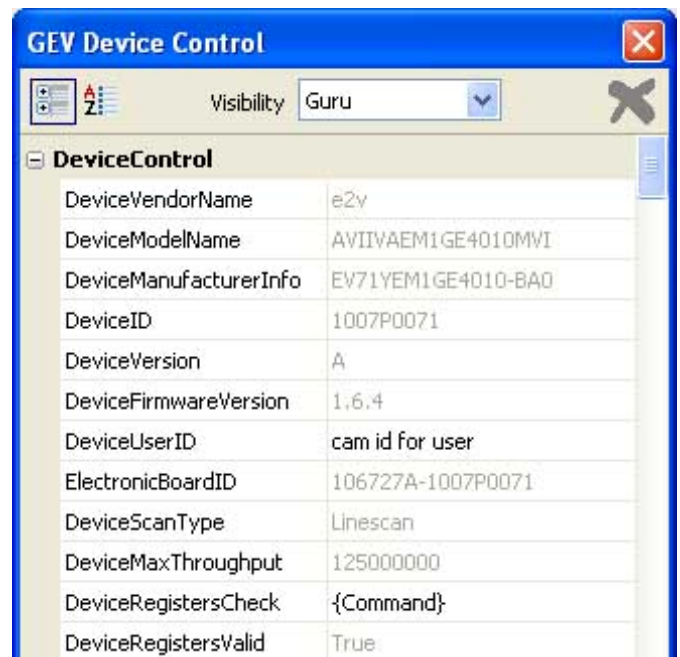 GEV Device Control
Visibility Guru
DeviceControl
DeviceVendorName e2v
DeviceModelName AVIIVAEM1GE4010MVI
DeviceManufacturerInfo EV71YEM1GE4010-BA0
DeviceID 1007P0071
DeviceVersion A
DeviceFirmwareVersion 1.6.4
DeviceUserID cam id for user
ElectronicBoardID 106727A-1007P0071
DeviceScanType Linescan
DeviceMaxThroughput 125000000
DeviceRegistersCheck {Command}
DeviceRegistersValid True